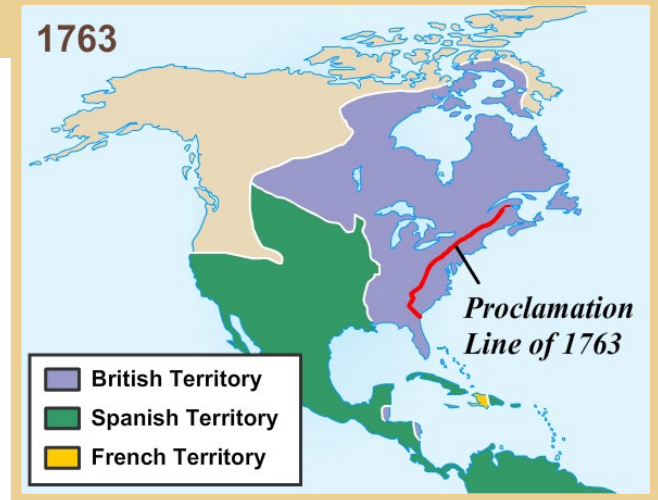 1763
Proclamation
Line of 1763
British Territory
Spanish Territory
French Territory